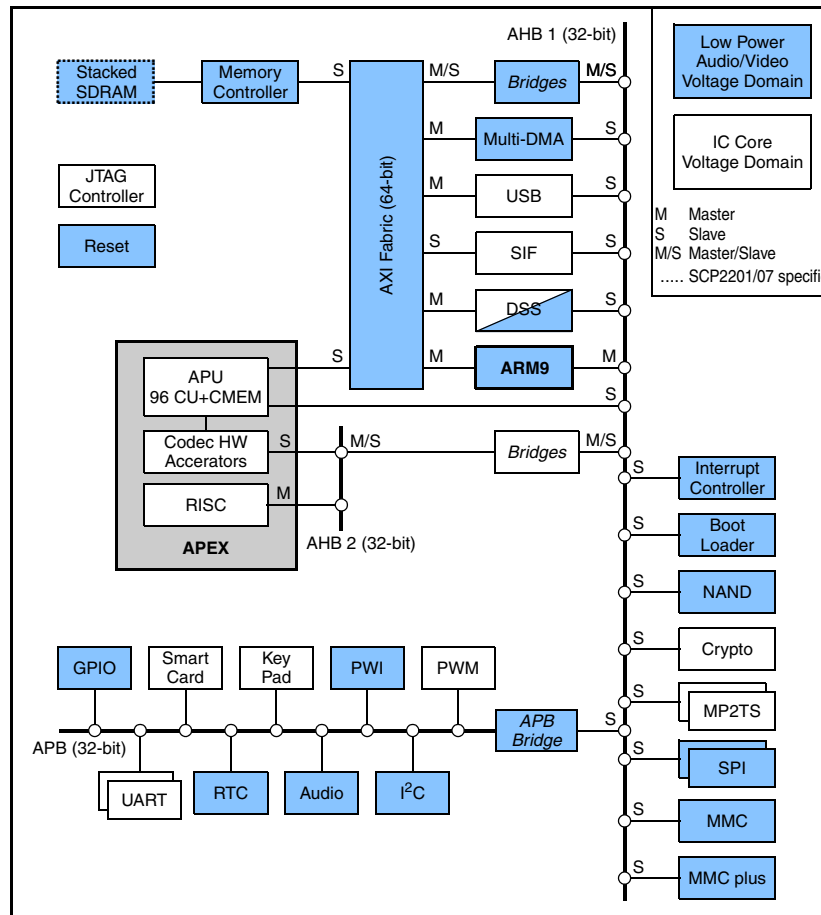 AHB 1 (32-bit)
Stacked
SDRAM
Memory
Controller
S
M/S
Bridges
M/S
Low Power
Audio/Video
Voltage Domain
IC Core
Voltage Domain
M Master
S Slave
M/S Master/Slave
..... SCP2201/07 specifi
JTAG
Controller
Reset
AXI Fabric (64-bit)
M
Multi-DMA
S
M
USB
S
S
SIF
S
M
DSS
S
M
ARM9
M
S
APU
96 CU+CMEM
S
Codec HW
Accerators
S
M/S
Bridges
M/S
RISC
M
APEX
AHB 2 (32-bit)
S
Interrupt
Controller
S
Boot
Loader
S
NAND
S
Crypto
S
MP2TS
S
SPI
S
MMC
S
MMC plus
GPIO
Smart
Card
Key
Pad
PWI
PWM
APB (32-bit)
APB
Bridge
S
UART
RTC
Audio
I²C